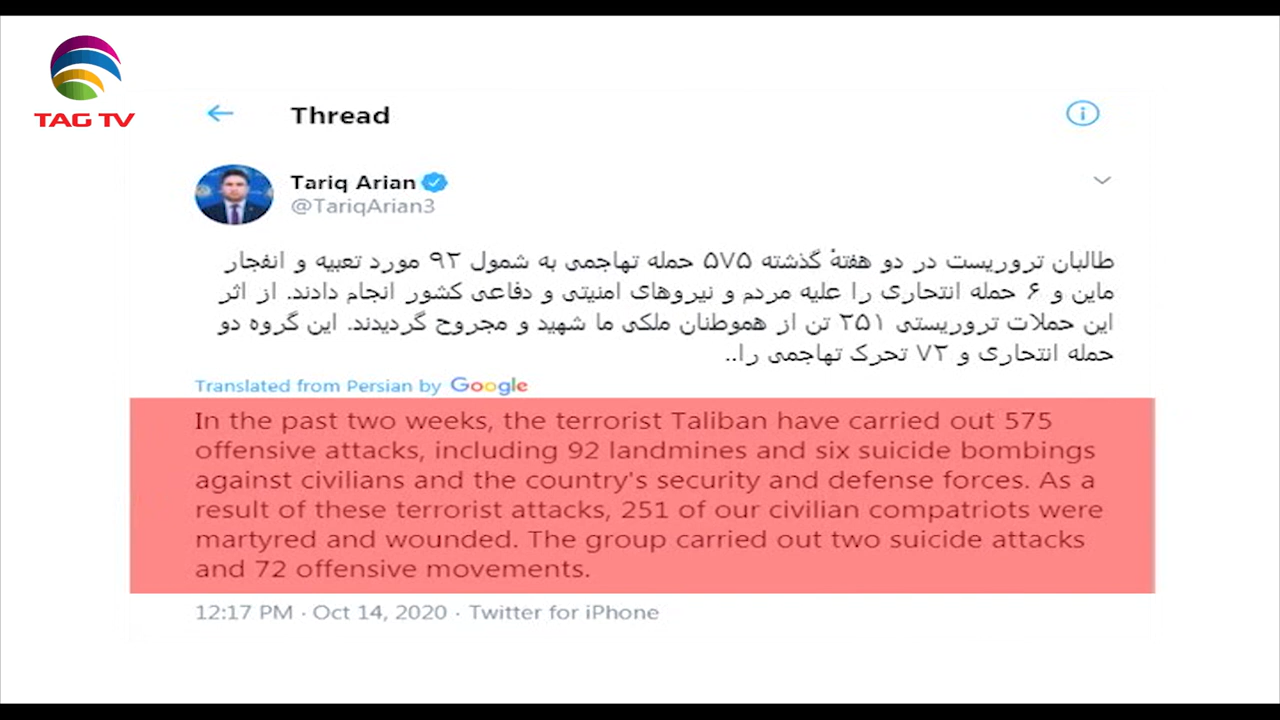 TAG TV
Thread
Tariq Arian
@TariqArian3
طالبان تروریست در دو هفتهٔ گذشته ۵۷۵ حمله تهاجمی به شمول ۹۲ مورد تعبیه و انفجار
ماین و ۶ حمله انتحاری را علیه مردم و نیروهای امنیتی و دفاعی کشور انجام دادند. از اثر
این حملات تروریستی ۲۵۱ تن از هموطنان ملکی ما شهید و مجروح گردیدند. این گروه دو
حمله انتحاری و ۷۲ تحرک تهاجمی را..
Translated from Persian by Google
In the past two weeks, the terrorist Taliban have carried out 575
offensive attacks, including 92 landmines and six suicide bombings
against civilians and the country's security and defense forces. As a
result of these terrorist attacks, 251 of our civilian compatriots were
martyred and wounded. The group carried out two suicide attacks
and 72 offensive movements.
12:17 PM · Oct 14, 2020 · Twitter for iPhone